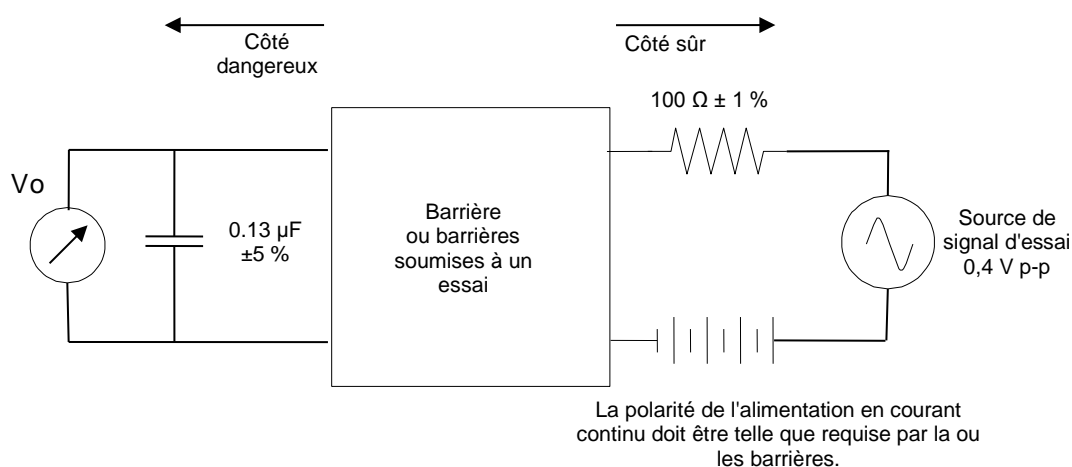 Côté
dangereux
Côté sûr
100 Ω ± 1 %
Vo
0.13 µF
±5 %
Barrière
ou barrières
soumises à un
essai
Source de
signal d'essai
0,4 V p-p
La polarité de l'alimentation en courant
continu doit être telle que requise par la ou
les barrières.